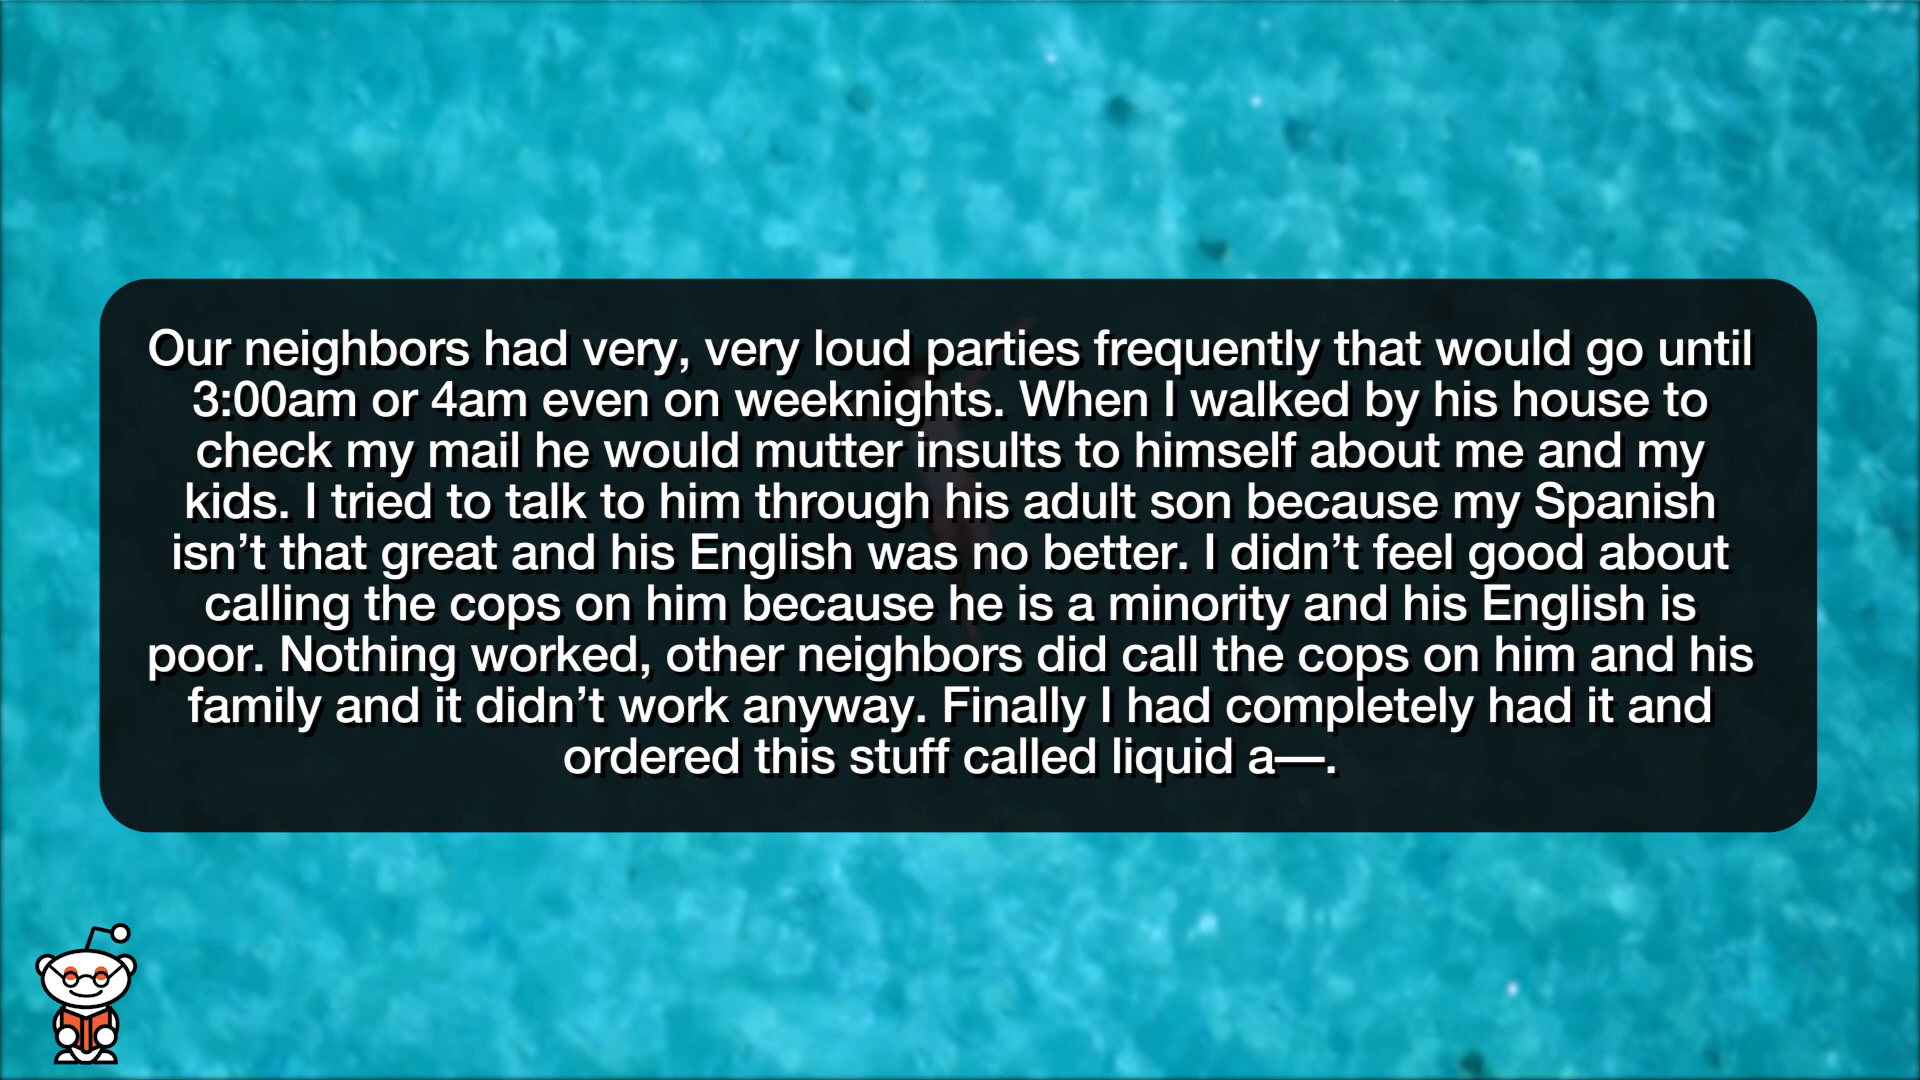 Our neighbors had very, very loud parties frequently that would go until
3:00am or 4am even on weeknights. When I walked by his house to
check my mail he would mutter insults to himself about me and my
kids. I tried to talk to him through his adult son because my Spanish
isn’t that great and his English was no better. I didn’t feel good about
calling the cops on him because he is a minority and his English is
poor. Nothing worked, other neighbors did call the cops on him and his
family and it didn’t work anyway. Finally I had completely had it and
ordered this stuff called liquid a—.